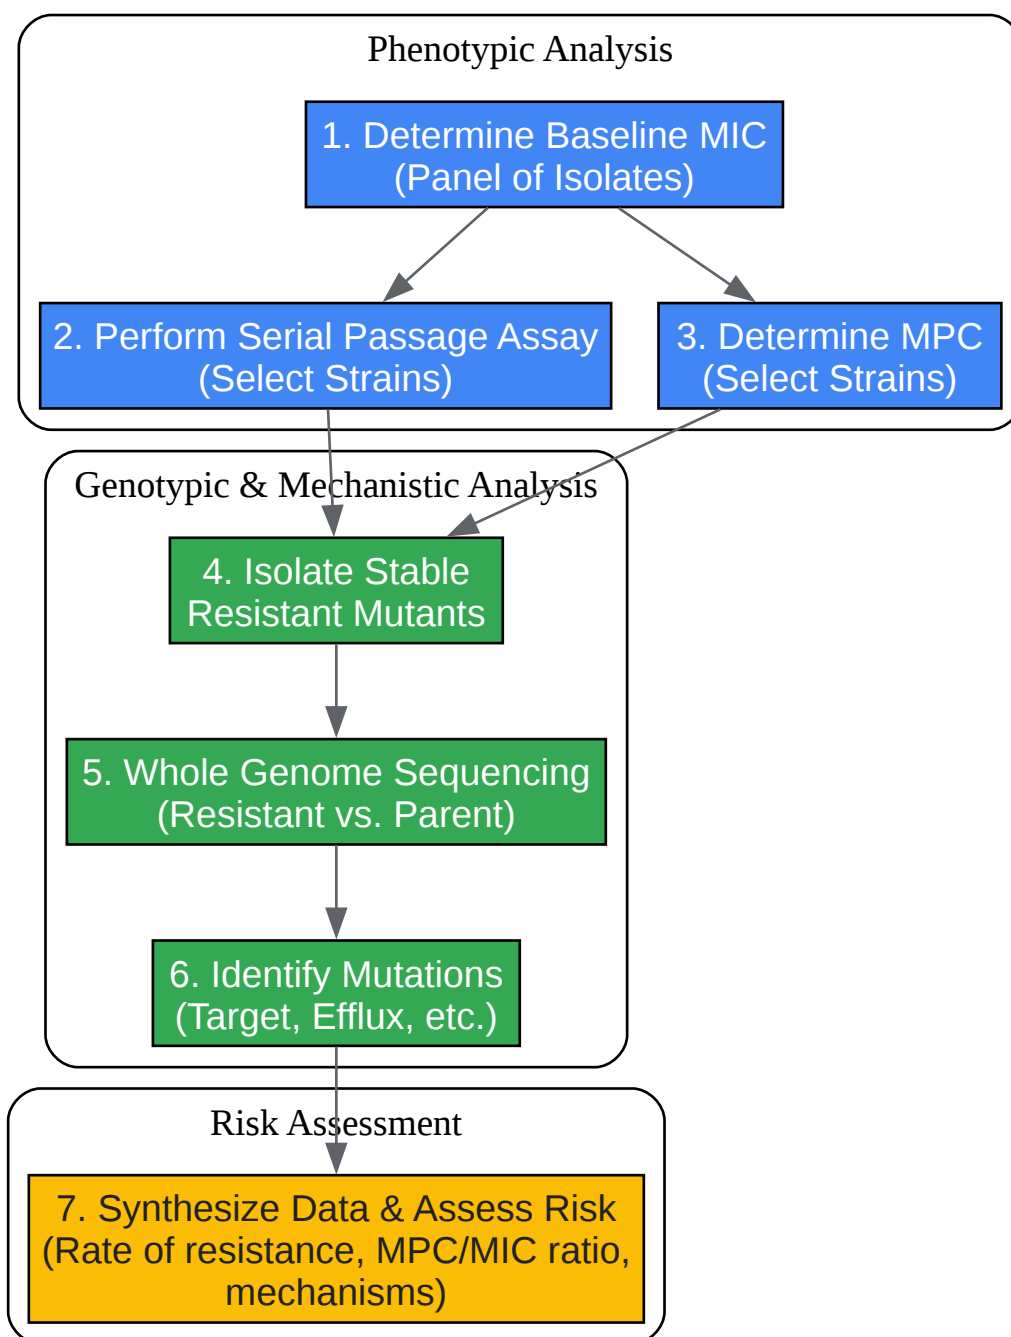 Phenotypic Analysis
1. Determine Baseline MIC
(Panel of Isolates)
2. Perform Serial Passage Assay
(Select Strains)
3. Determine MPC
(Select Strains)
Genotypic & Mechanistic Analysis
4. Isolate Stable
Resistant Mutants
5. Whole Genome Sequencing
(Resistant vs. Parent)
6. Identify Mutations
(Target, Efflux, etc.)
Risk Assessment
7. Synthesize Data & Assess Risk
(Rate of resistance, MPC/MIC ratio,
mechanisms)